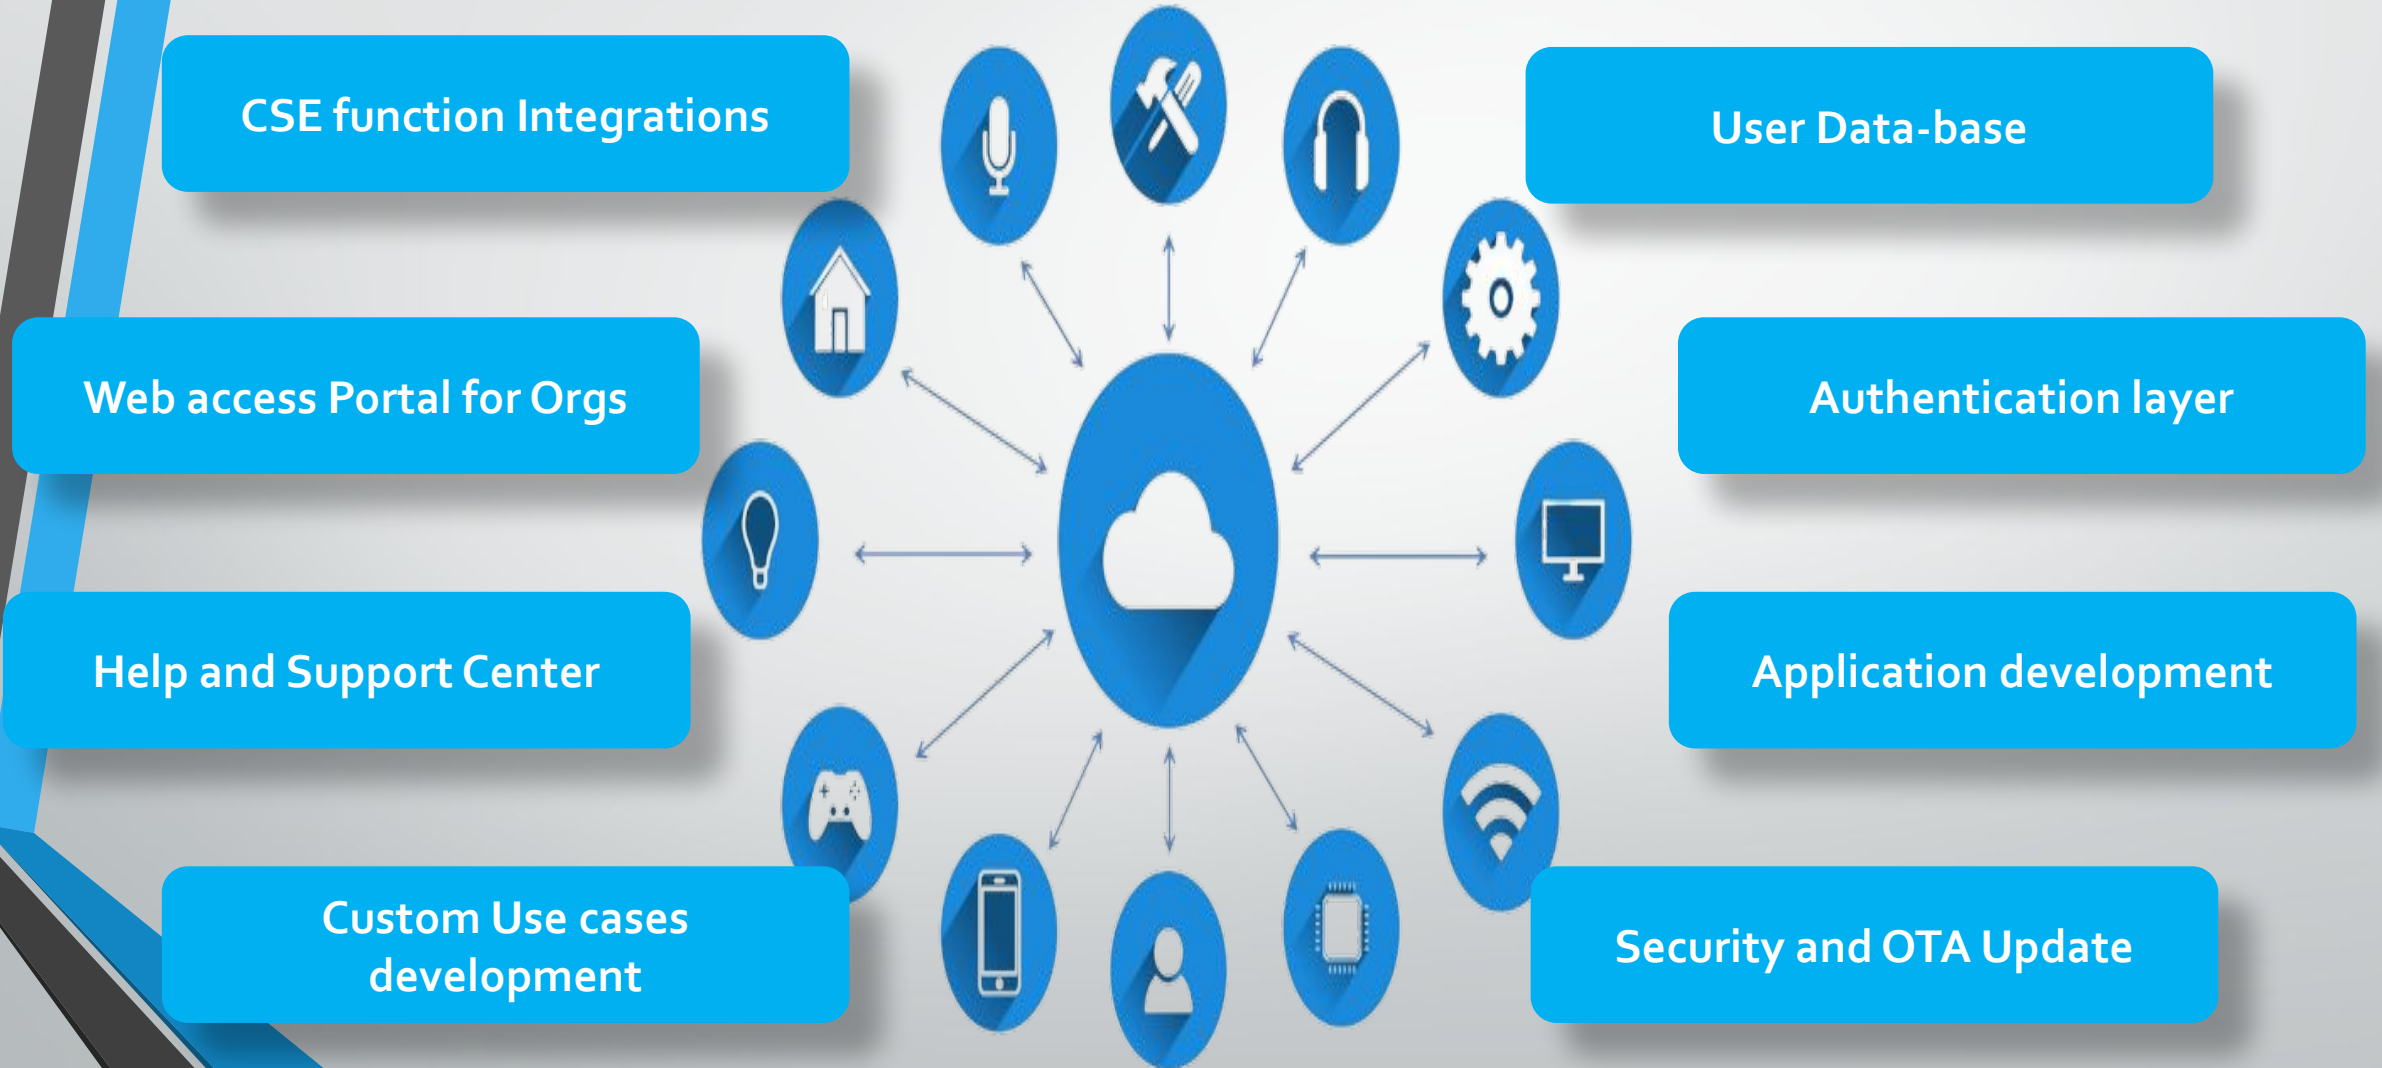 CSE function Integrations
User Data-base
Web access Portal for Orgs
Authentication layer
Help and Support Center
Application development
Custom Use cases
development
Security and OTA Update